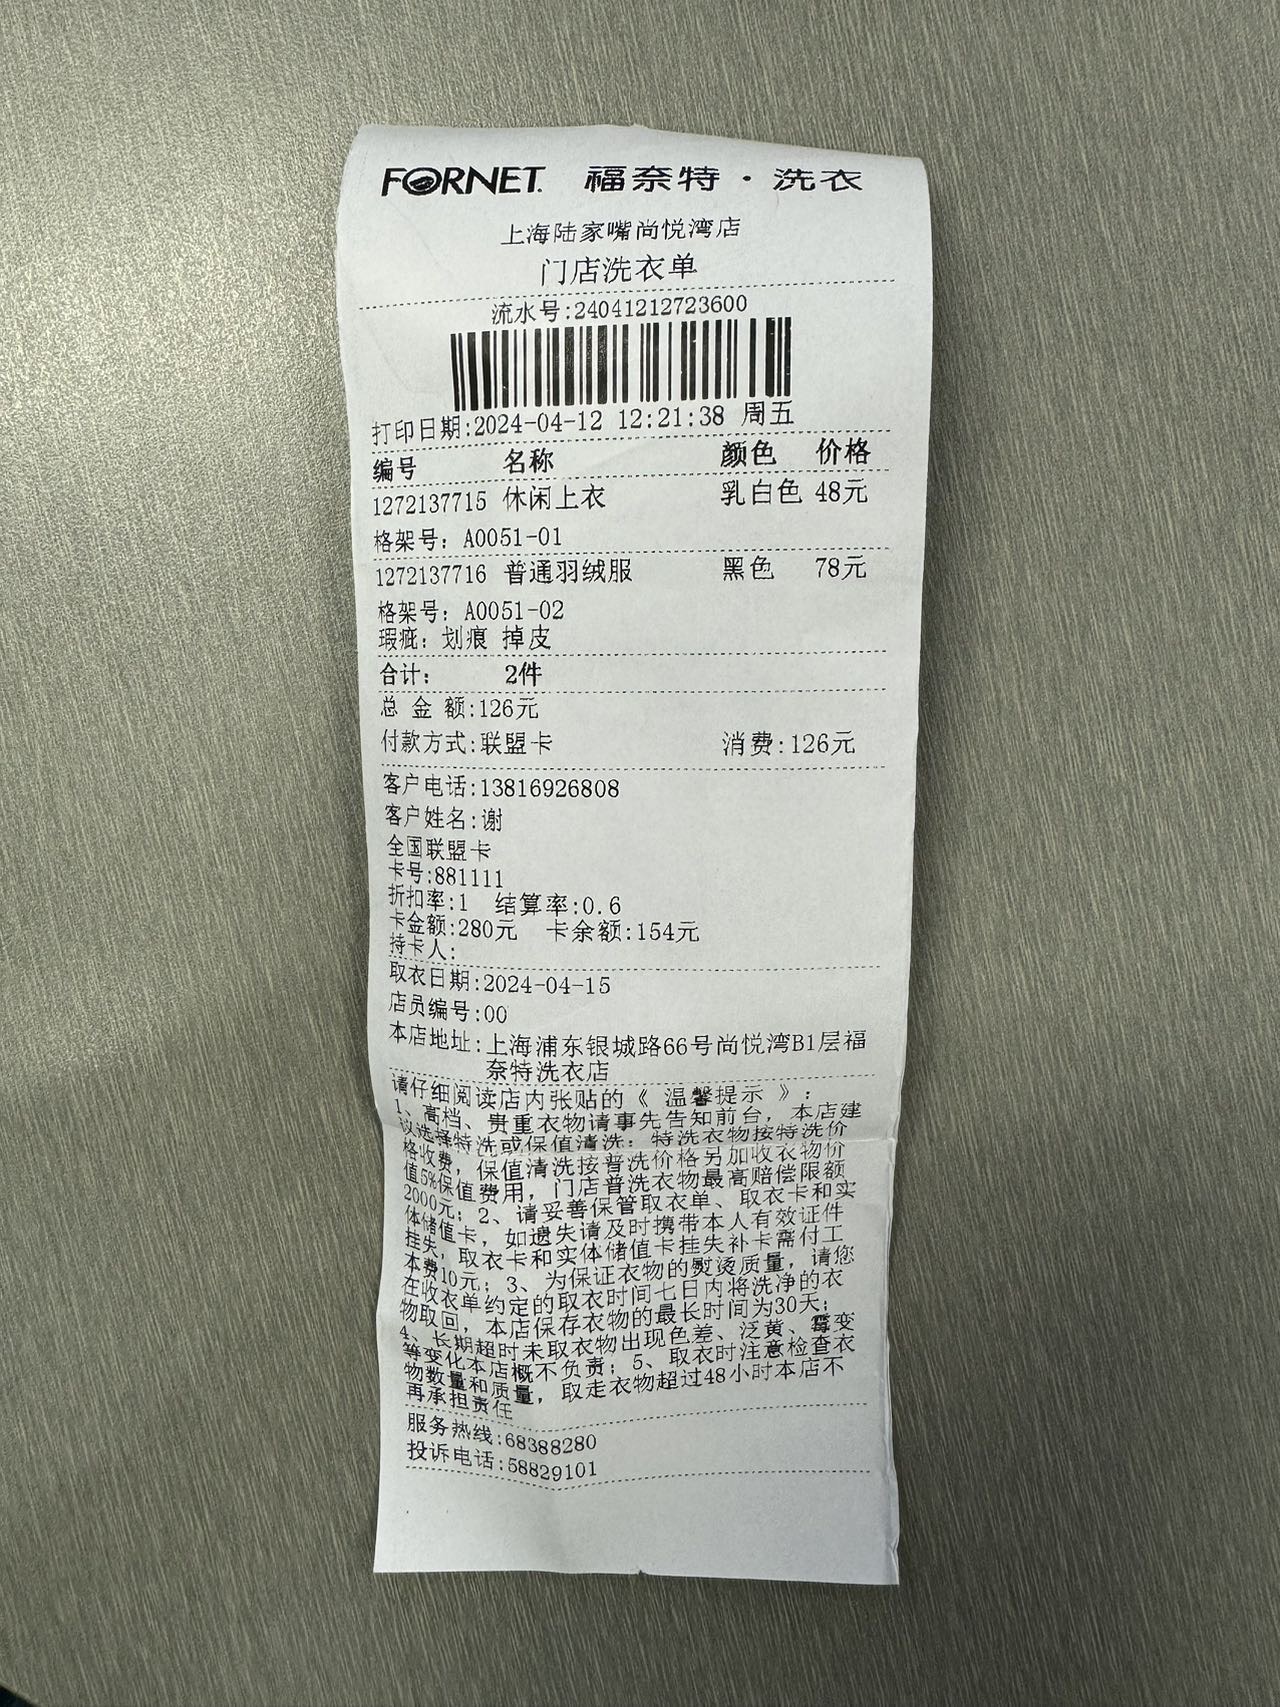 FORNET. 福奈特·洗衣
上海陆家嘴尚悦湾店
门店洗衣单
流水号:24041212723600
打印日期:2024-04-12 12:21:38 周五
编号 名称 颜色 价格
1272137715 休闲上衣 乳白色 48元
格架号: A0051-01
1272137716 普通羽绒服 黑色 78元
格架号: A0051-02
瑕疵: 划痕 掉皮
合计: 2件
总 金 额:126元
付款方式:联盟卡 消费:126元
客户电话:13816926808
客户姓名:谢
全国联盟卡
卡号:881111
折扣率:1 结算率:0.6
卡金额:280元 卡余额:154元
持卡人:
取衣日期:2024-04-15
店员编号:00
本店地址:上海浦东银城路66号尚悦湾B1层福
奈特洗衣店
请仔细阅读店内张贴的《 温馨提示 》:
1、高档、贵重衣物请事先告知前台, 本店建
议选择特洗或保值清洗; 特洗衣物按特洗价
格收费, 保值清洗按普洗价格另加收衣物价
值5%保值费用, 门店普洗衣物最高赔偿限额
2000元; 2、请妥善保管取衣单、取衣卡和实
体储值卡, 如遗失请及时携带本人有效证件
挂失, 取衣卡和实体储值卡挂失补卡需付工
本费10元; 3、为保证衣物的熨烫质量, 请您
在收衣单约定的取衣时间七日内将洗净的衣
物取回, 本店保存衣物的最长时间为30天;
4、长期超时未取衣物出现色差、泛黄、霉变
等变化本店概不负责; 5、取衣时注意检查衣
物数量和质量, 取走衣物超过48小时本店不
再承担责任
服务热线:68388280
投诉电话:58829101